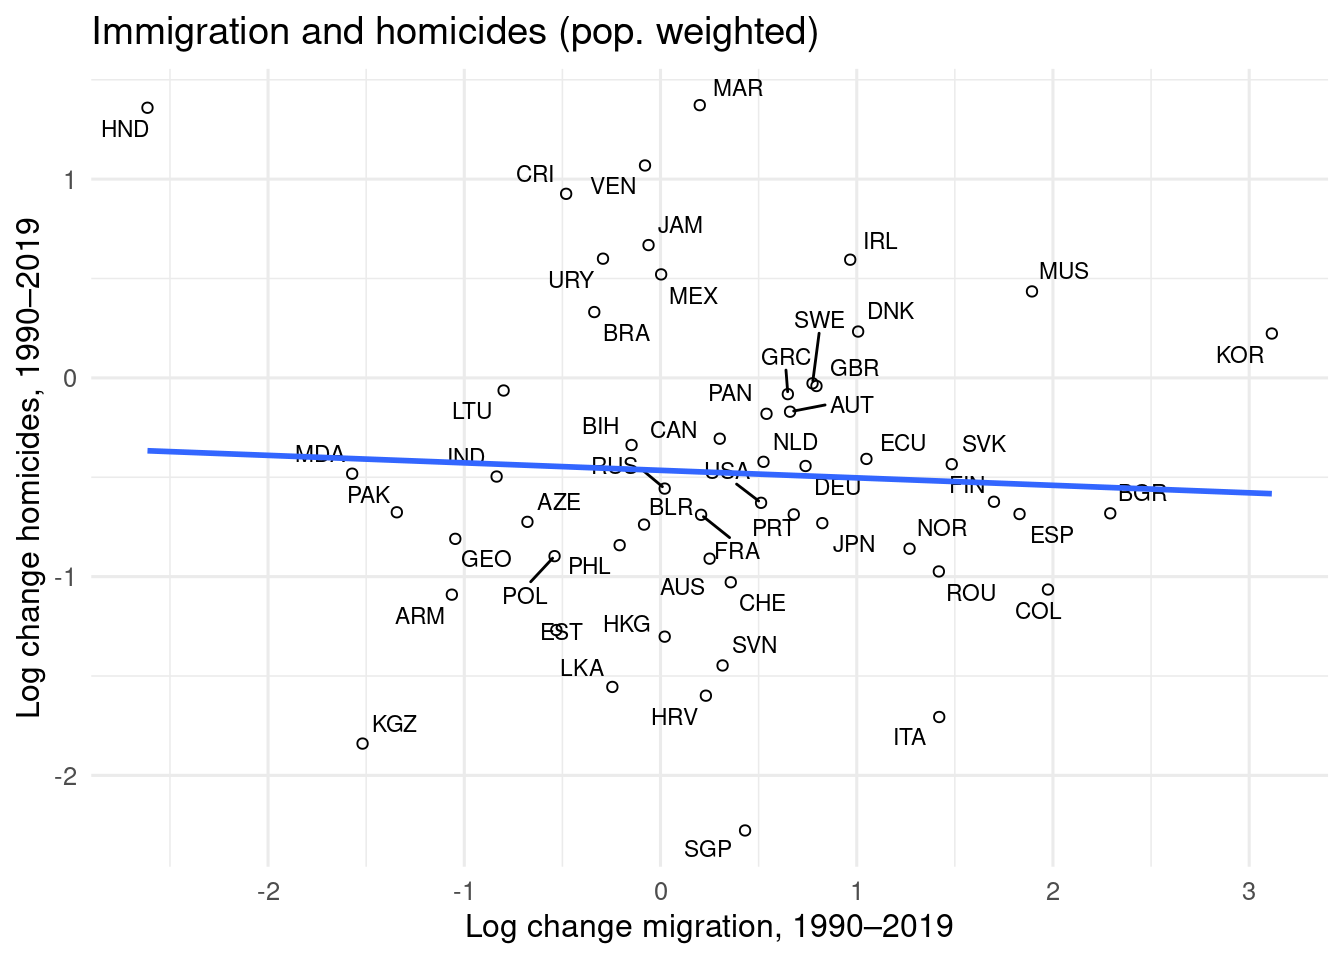 Immigration and homicides (pop. weighted)
MAR
HND
CRI
VEN
JAM
IRL
URY
MUS
MEX
DNK
SWE
BRA
GRC
GBR
KOR
PAN
AUT
LTU
BIH
CAN
NLD
ECU
SVK
MDA
IND
RUS
USA
DEU
FIN
BGR
PAK
AZE
BLR
PRT
NOR
ESP
JPN
FRA
GEO
PHL
AUS
POL
CHE
ROU
COL
ARM
EST
HKG
SVN
LKA
HRV
KGZ
ITA
SGP
1
0
-1
-2
-2
-1
0
1
2
3
Log change migration, 1990–2019
Log change homicides, 1990–2019